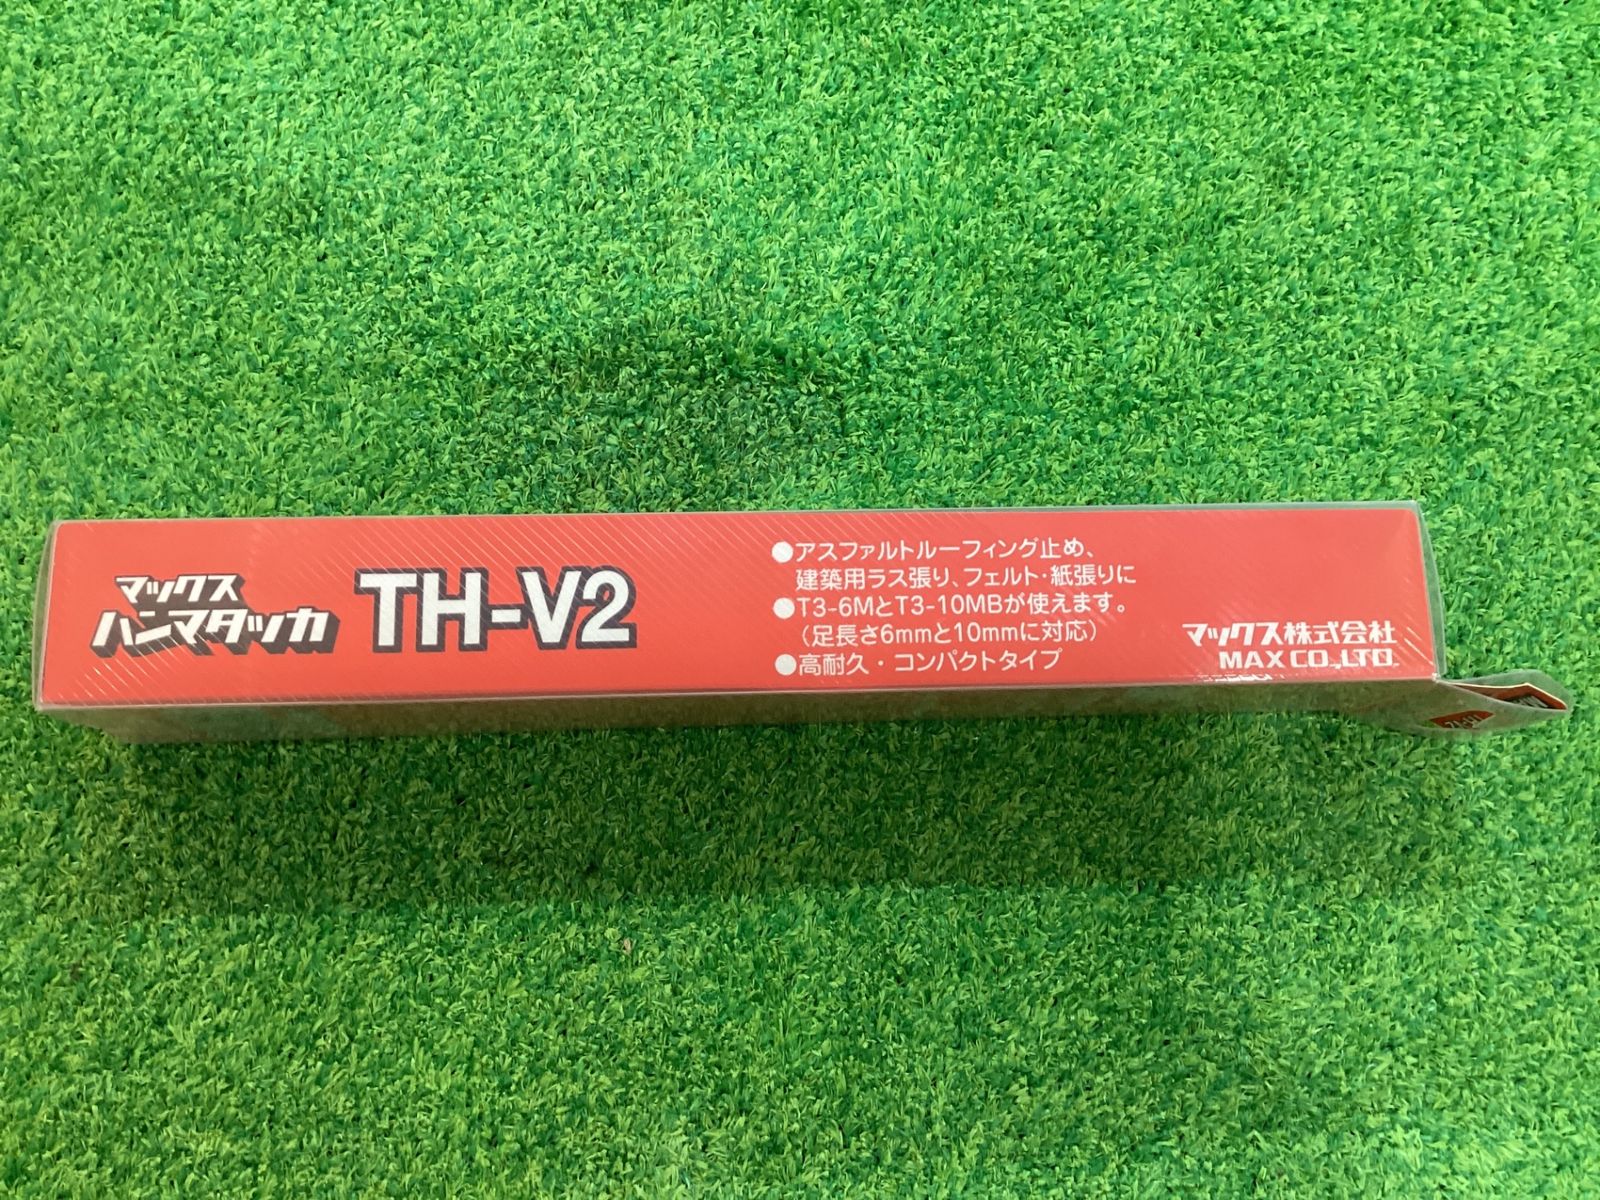 マックス
ハンマタッカ
TH-V2
●アスファルトルーフィング止め、
建築用ラス張り、フェルト・紙張りに
●T3-6MとT3-10MBが使えます。
（足長さ6mmと10mmに対応）
●高耐久・コンパクトタイプ
マックス株式会社
MAX CO.,LTD.